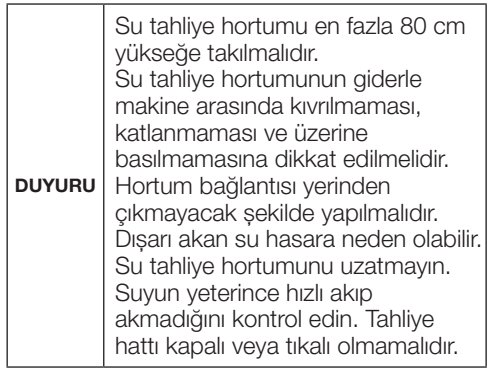 DUYURU
Su tahliye hortumu en fazla 80 cm
yükseğe takılmalıdır.
Su tahliye hortumunun giderle
makine arasında kıvrılmaması,
katlanmaması ve üzerine
basılmamasına dikkat edilmelidir.
Hortum bağlantısı yerinden
çıkmayacak şekilde yapılmalıdır.
Dışarı akan su hasara neden olabilir.
Su tahliye hortumunu uzatmayın.
Suyun yeterince hızlı akıp
akmadığını kontrol edin. Tahliye
hattı kapalı veya tıkalı olmamalıdır.